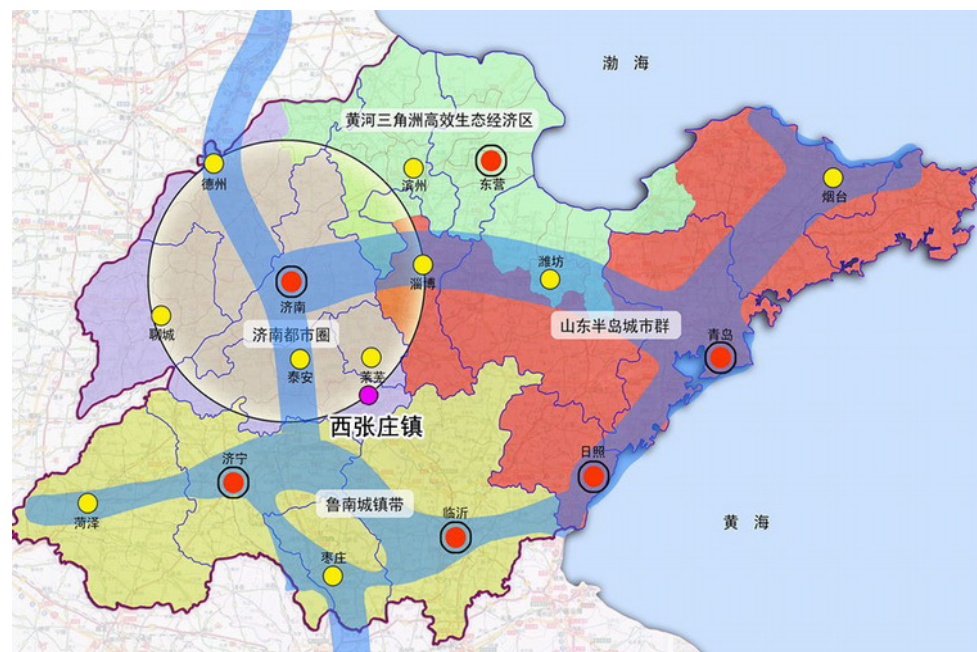 渤 海
黄河三角洲高效生态经济区
德州
滨州
东营
烟台
淄博
潍坊
济南
聊城
济南都市圈
山东半岛城市群
青岛
泰安
莱芜
西张庄镇
日照
济宁
菏泽
鲁南城镇带
临沂
黄 海
枣庄